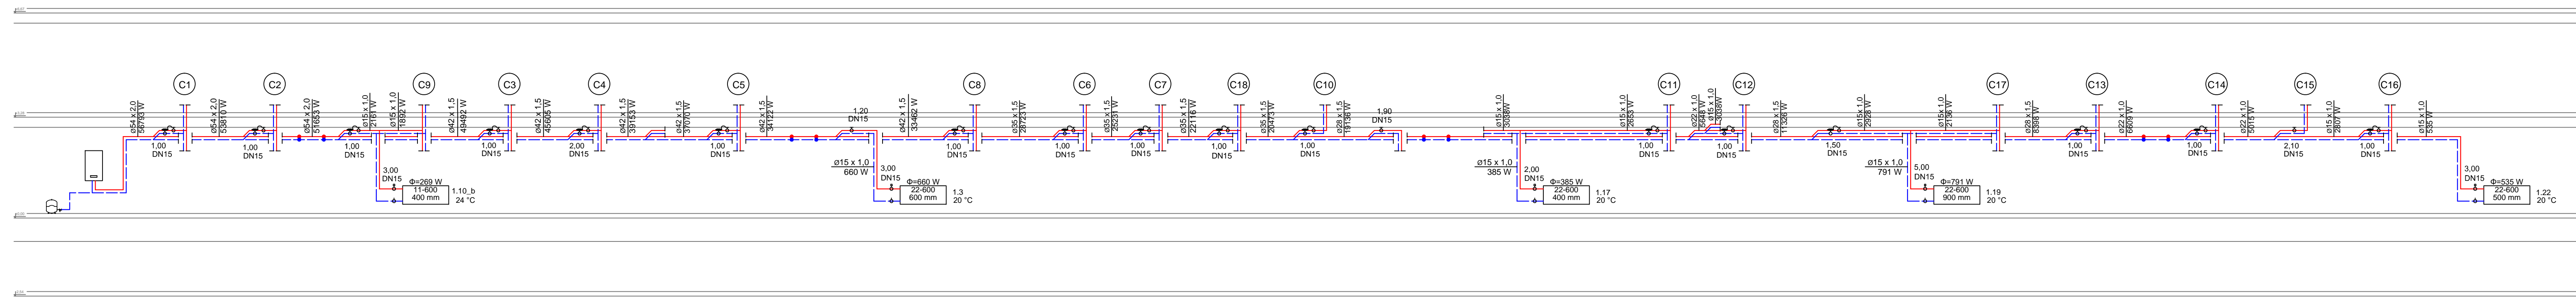 C1
C2
C9
C3
C4
C5
C8
C6
C7
C18
C10
C11
C12
C17
C13
C14
C15
C16
Ø54 x 2,0
56793 W
Ø54 x 2,0
53810 W
Ø54 x 2,0
51653 W
Ø15 x 1,0
2161 W
Ø15 x 1,0
1892 W
Ø42 x 1,5
49492 W
Ø42 x 1,5
45605 W
Ø42 x 1,5
39153 W
Ø42 x 1,5
37070 W
Ø42 x 1,5
34122 W
1,20
DN15
Ø42 x 1,5
33462 W
Ø35 x 1,5
28723 W
Ø35 x 1,5
25231 W
Ø35 x 1,5
22116 W
Ø35 x 1,5
20473 W
Ø28 x 1,5
19136 W
1,90
DN15
Ø15 x 1,0
3038W
Ø15 x 1,0
2653 W
Ø22 x 1,0
5648 W
Ø15 x 1,0
3038W
Ø28 x 1,5
11326 W
Ø15 x 1,0
2928 W
Ø15 x 1,0
2136 W
Ø28 x 1,5
8398 W
Ø22 x 1,0
6609 W
Ø22 x 1,0
5015 W
Ø15 x 1,0
2807 W
Ø15 x 1,0
535 W
1,00
DN15
1,00
DN15
1,00
DN15
1,00
DN15
2,00
DN15
1,00
DN15
1,00
DN15
1,00
DN15
1,00
DN15
1,00
DN15
1,00
DN15
1,00
DN15
1,00
DN15
1,50
DN15
1,00
DN15
1,00
DN15
2,10
DN15
1,00
DN15
3,00
DN15
Φ=269 W
11-600
400 mm
1.10_b
24 °C
Ø15 x 1,0
660 W
3,00
DN15
Φ=660 W
22-600
600 mm
1.3
20 °C
Ø15 x 1,0
385 W
2,00
DN15
Φ=385 W
22-600
400 mm
1.17
20 °C
Ø15 x 1,0
791 W
5,00
DN15
Φ=791 W
22-600
900 mm
1.19
20 °C
3,00
DN15
Φ=535 W
22-600
500 mm
1.22
20 °C